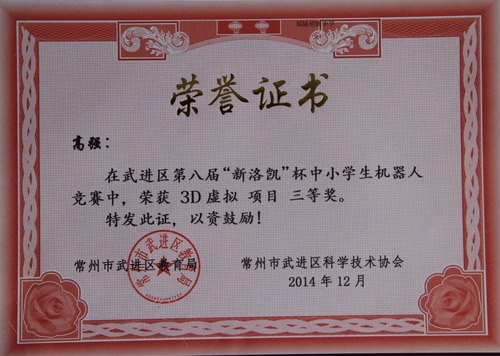 荣誉证书
高强：
在武进区第八届“新洛凯”杯中小学生机器人
竞赛中，荣获 3D虚拟 项目 三等奖。
特发此证，以资鼓励！
常州市武进区教育局 常州市武进区科学技术协会
2014年12月